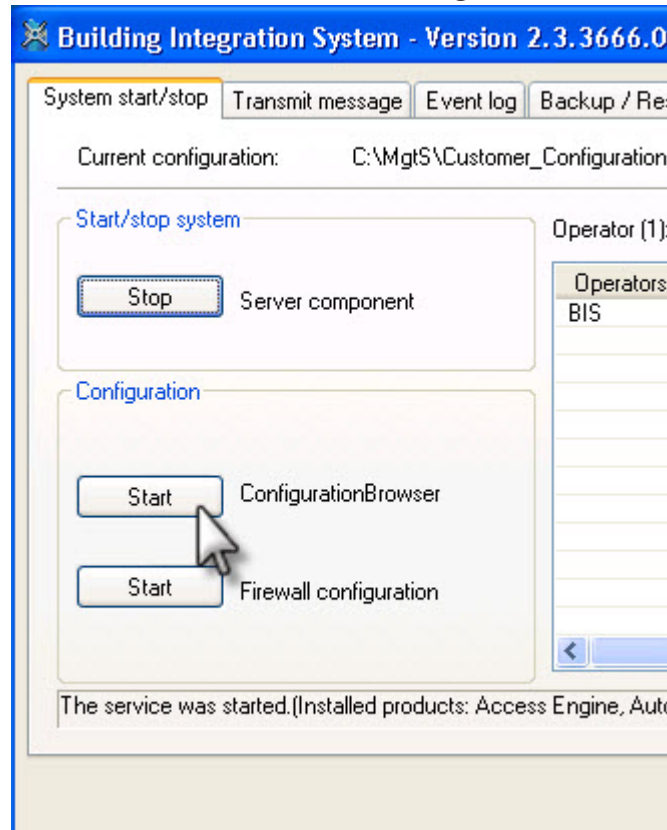 Building Integration System - Version 2.3.3666.0
System start/stop Transmit message Event log Backup / Re
Current configuration: C:\MgtS\Customer_Configuration
Start/stop system
Operator (1):
Stop Server component
Operators
BIS
Configuration
Start ConfigurationBrowser
Start Firewall configuration
The service was started.(Installed products: Access Engine, Auto